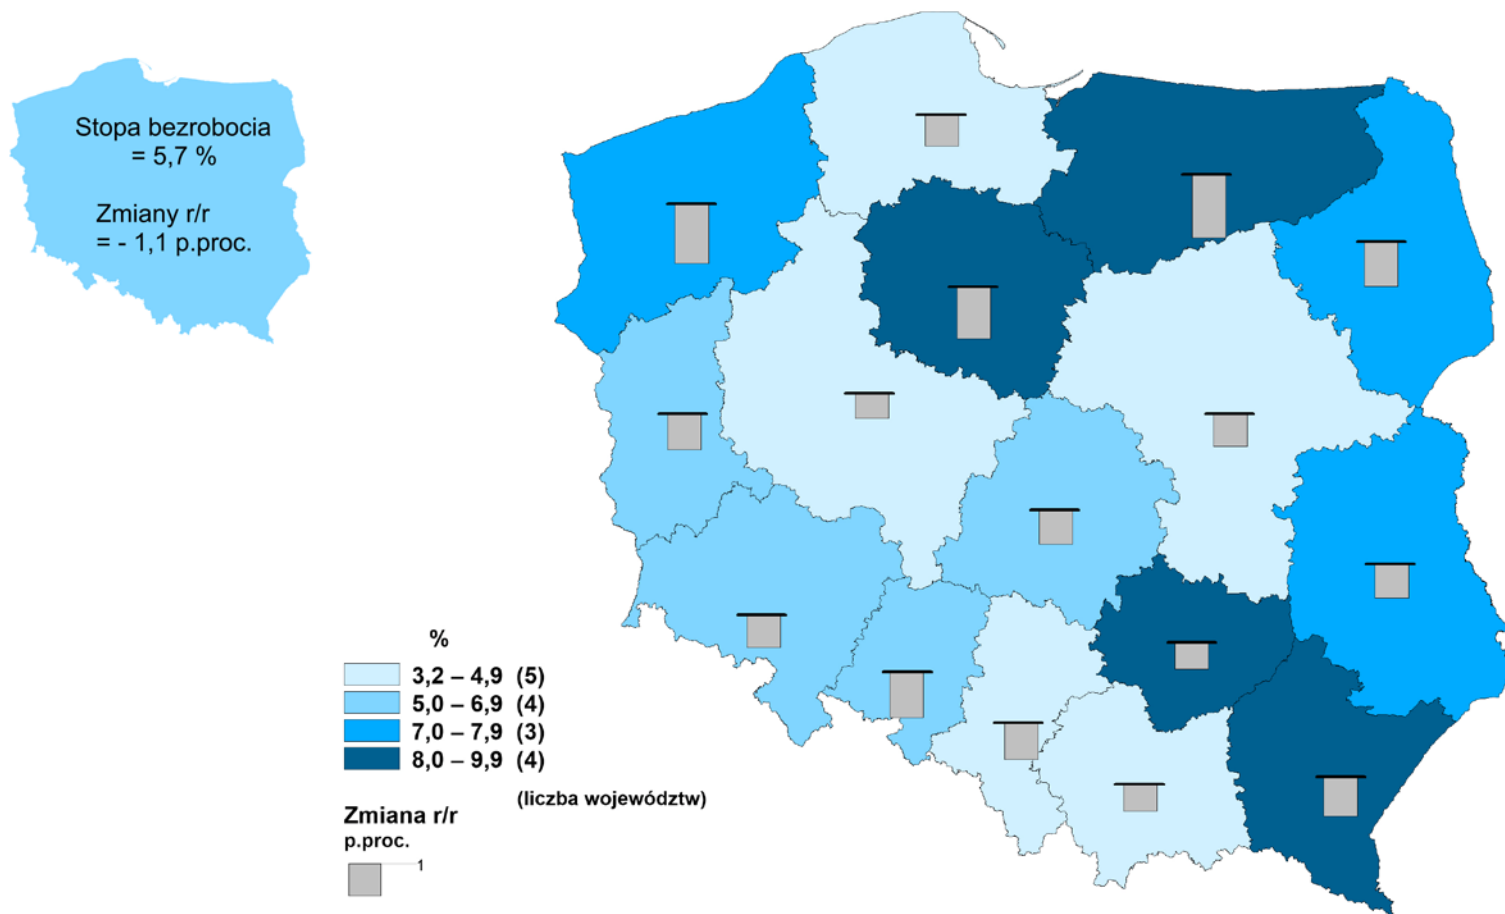 Stopa bezrobocia
= 5,7 %
Zmiany r/r
= - 1,1 p.proc.
%
3,2 – 4,9 (5)
5,0 – 6,9 (4)
7,0 – 7,9 (3)
8,0 – 9,9 (4)
(liczba województw)
Zmiana r/r
p.proc.
1